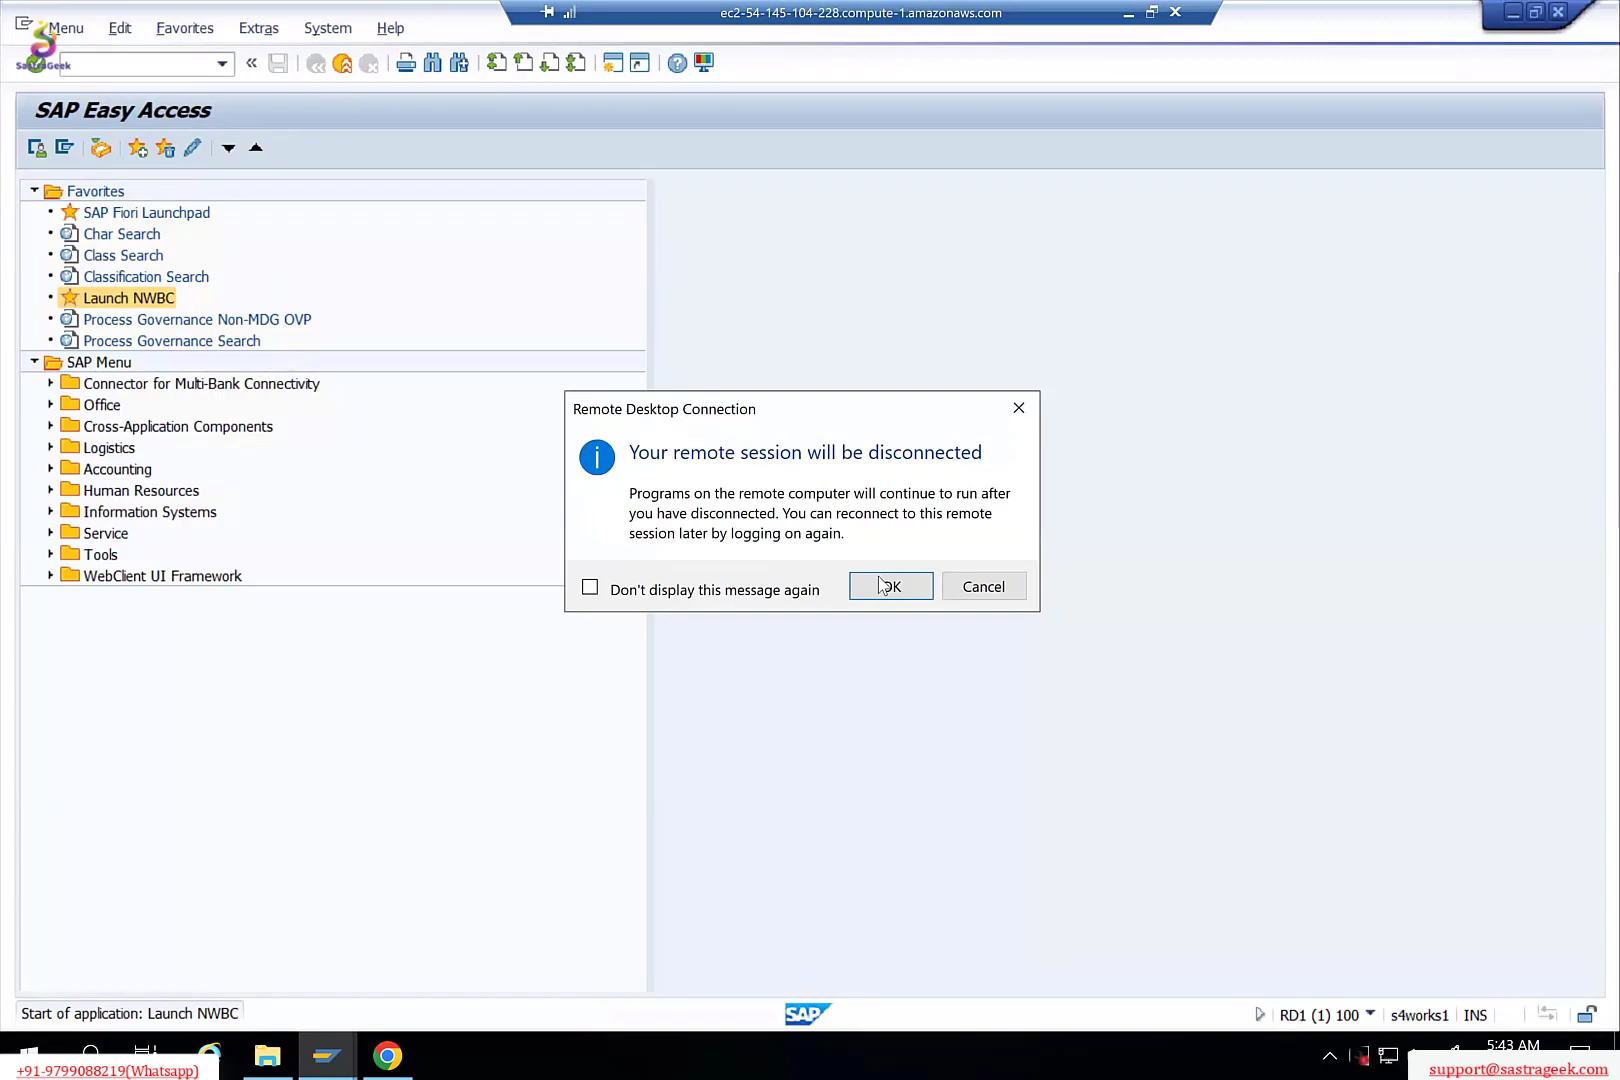 ec2-54-145-104-228.compute-1.amazonaws.com
Menu Edit Favorites Extras System Help
SastraGeek
SAP Easy Access
Favorites
SAP Fiori Launchpad
Char Search
Class Search
Classification Search
Launch NWBC
Process Governance Non-MDG OVP
Process Governance Search
SAP Menu
Connector for Multi-Bank Connectivity
Office
Cross-Application Components
Logistics
Accounting
Human Resources
Information Systems
Service
Tools
WebClient UI Framework
Remote Desktop Connection
Your remote session will be disconnected
Programs on the remote computer will continue to run after
you have disconnected. You can reconnect to this remote
session later by logging on again.
Don't display this message again
OK Cancel
Start of application: Launch NWBC
SAP
RD1 (1) 100 s4works1 INS
5:43 AM
+91-9799088219(Whatsapp)
support@sastrageek.com